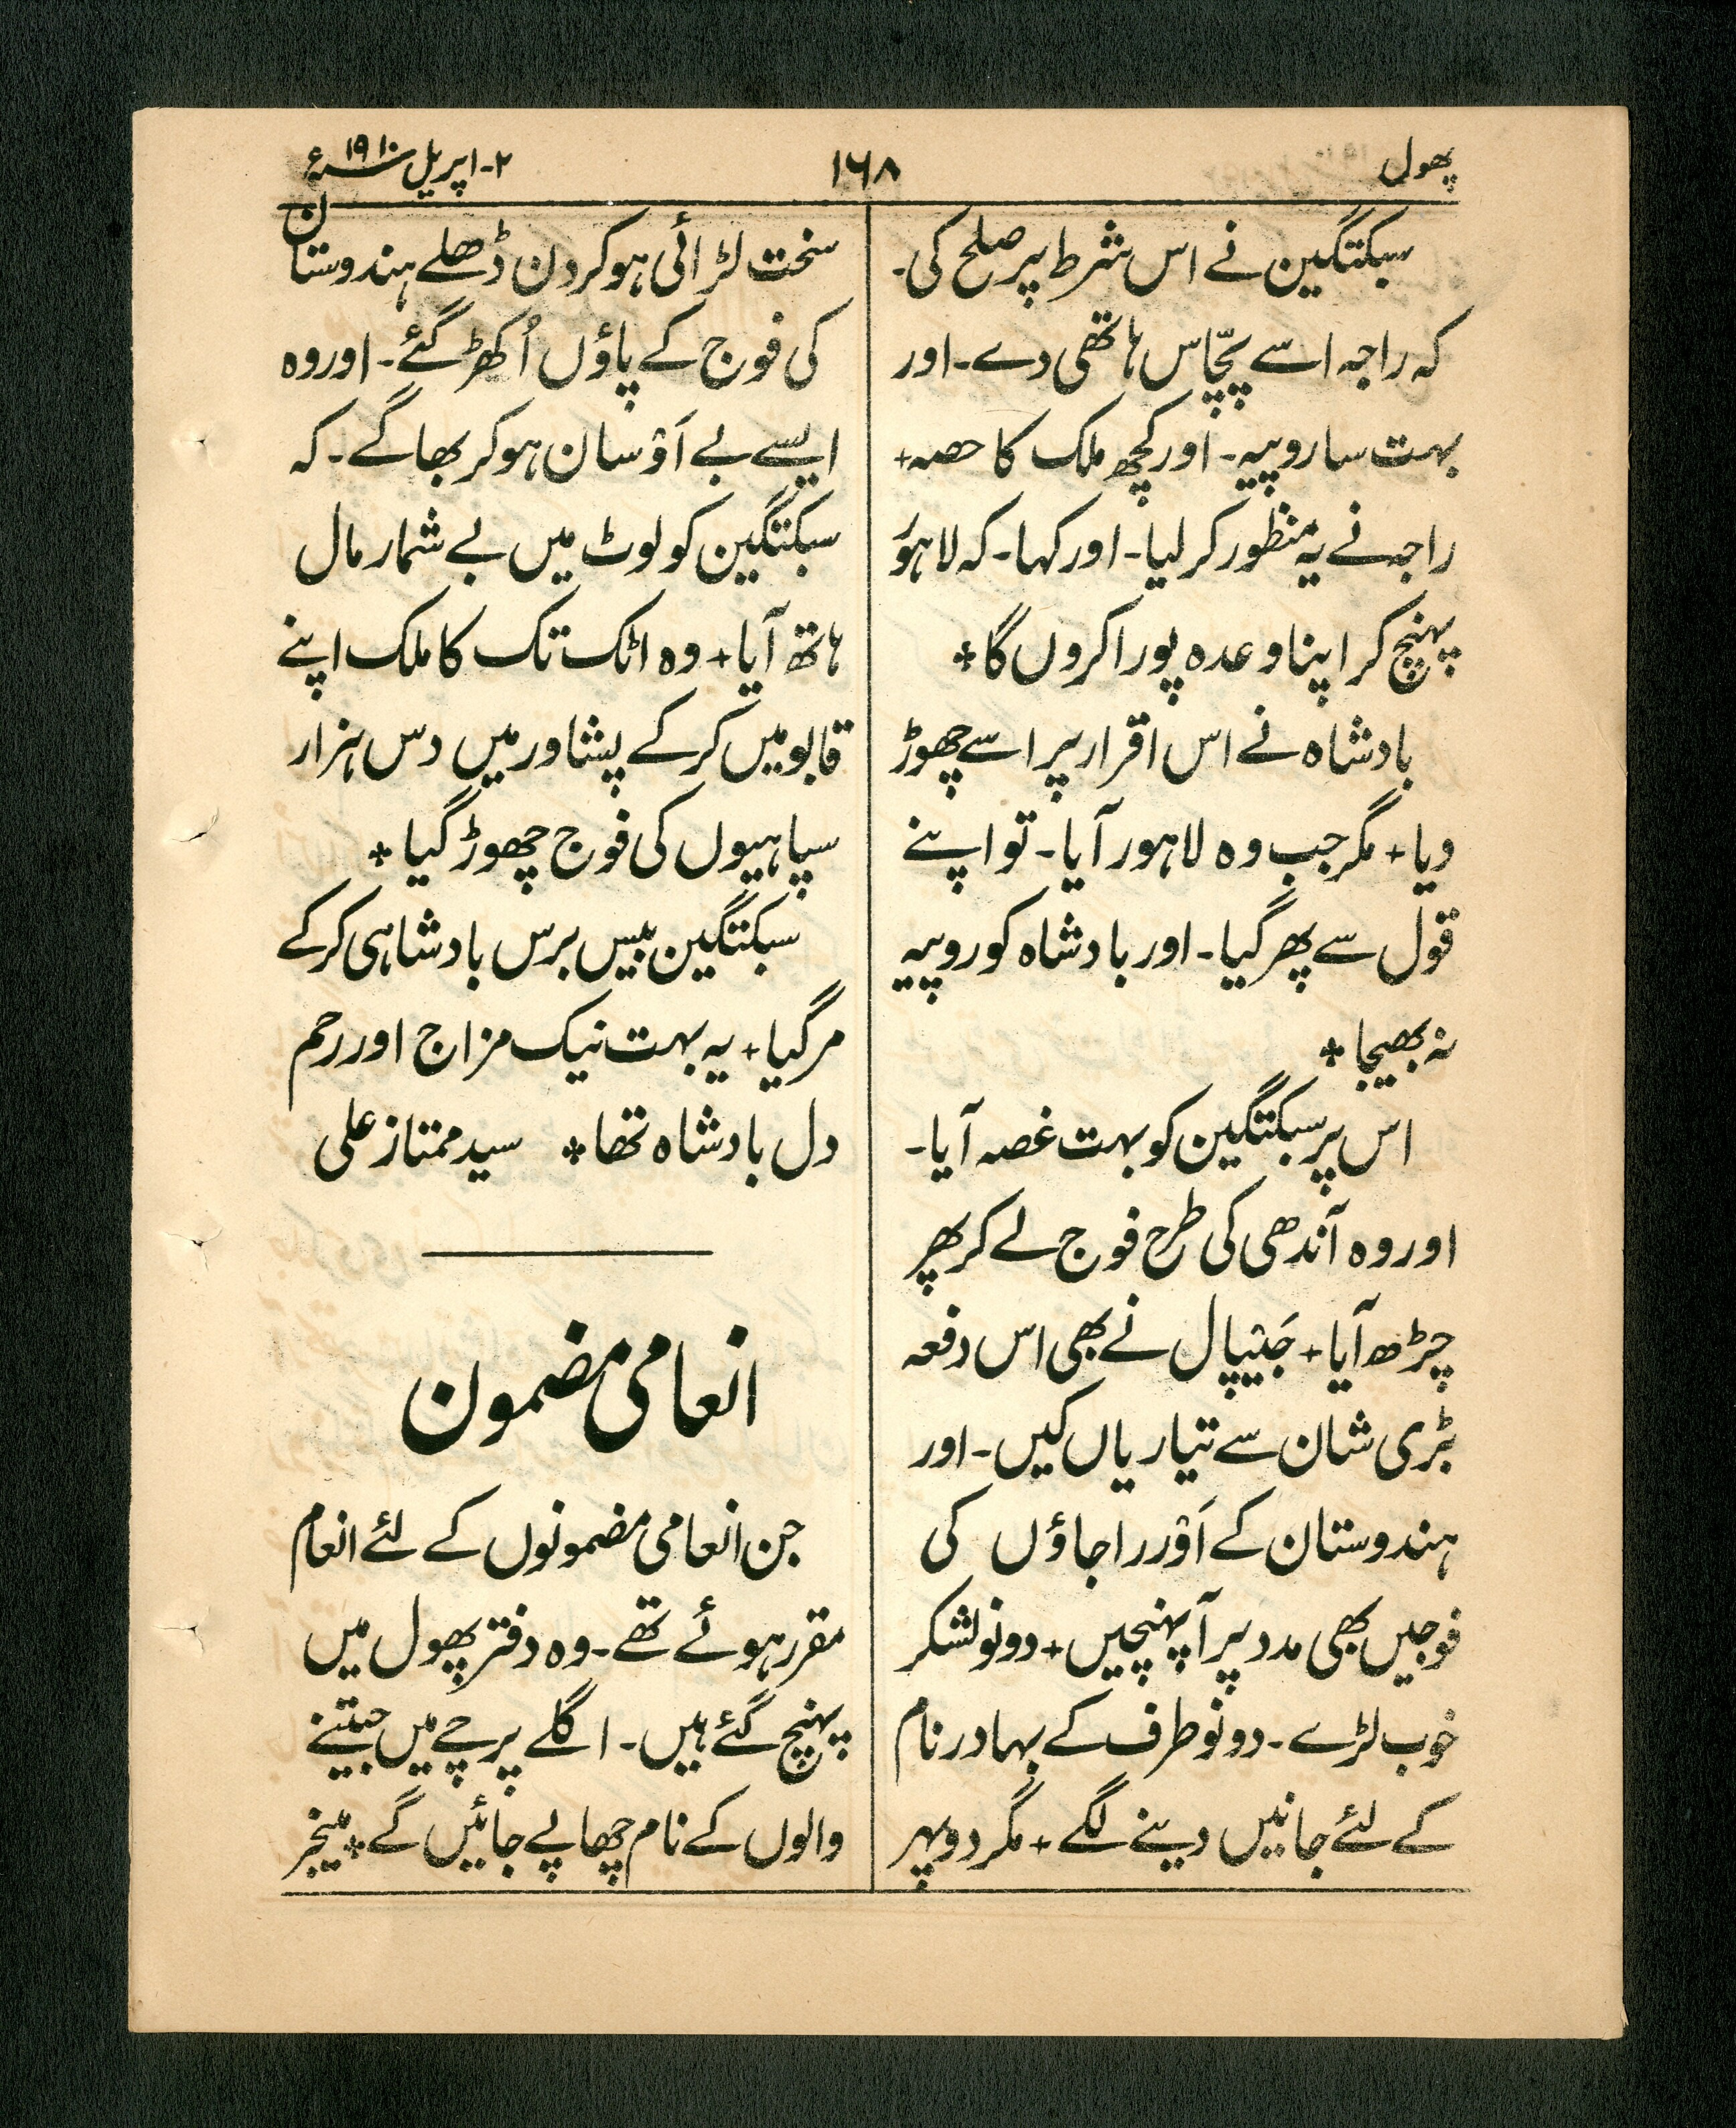 پھول
۱۶۸
۲-اپریل سنہ ۱۹۱۰ء
سبکتگین نے اس شرط پر صلح کی۔
کہ راجہ اسے پچّاس ہاتھی دے۔ اور
بہت سا روپیہ۔ اور کچھ ملک کا حصہ+
راجہ نے یہ منظور کر لیا۔ اور کہا۔ کہ لاہور
پہنچ کر اپنا وعدہ پورا کروں گا+
بادشاہ نے اس اقرار پر اسے چھوڑ
دیا+ مگر جب وہ لاہور آیا۔ تو اپنے
قول سے پھر گیا۔ اور بادشاہ کو روپیہ
نہ بھیجا+
اس پر سبکتگین کو بہت غصہ آیا۔
اور وہ آندھی کی طرح فوج لے کر پھر
چڑھ آیا+ جَیپال نے بھی اس دفعہ
بڑی شان سے تیاریاں کیں۔ اور
ہندوستان کے اَوْر راجاؤں کی
فوجیں بھی مدد پر آ پہنچیں+ دونو لشکر
خوب لڑے۔ دونو طرف کے بہادر نام
کے لئے جانیں دینے لگے+ مگر دوپہر
سخت لڑائی ہو کر دن ڈھلے ہندوستان
کی فوج کے پاؤں اُکھڑ گئے۔ اور وہ
ایسے بے اَوْسان ہو کر بھاگے۔ کہ
سبکتگین کو لوٹ میں بے شمار مال
ہاتھ آیا+ وہ اٹک تک کا ملک اپنے
قابو میں کر کے پشاور میں دس ہزار
سپاہیوں کی فوج چھوڑ گیا+
سبکتگین بیس برس بادشاہی کر کے
مر گیا+ یہ بہت نیک مزاج اور رحم
دل بادشاہ تھا+ سید ممتاز علی
انعامی مضمون
جن انعامی مضمونوں کے لئے انعام
مقرر ہوئے تھے۔ وہ دفتر پھول میں
پہنچ گئے ہیں۔ اگلے پرچے میں جیتنے
والوں کے نام چھاپے جائیں گے+ مینجر